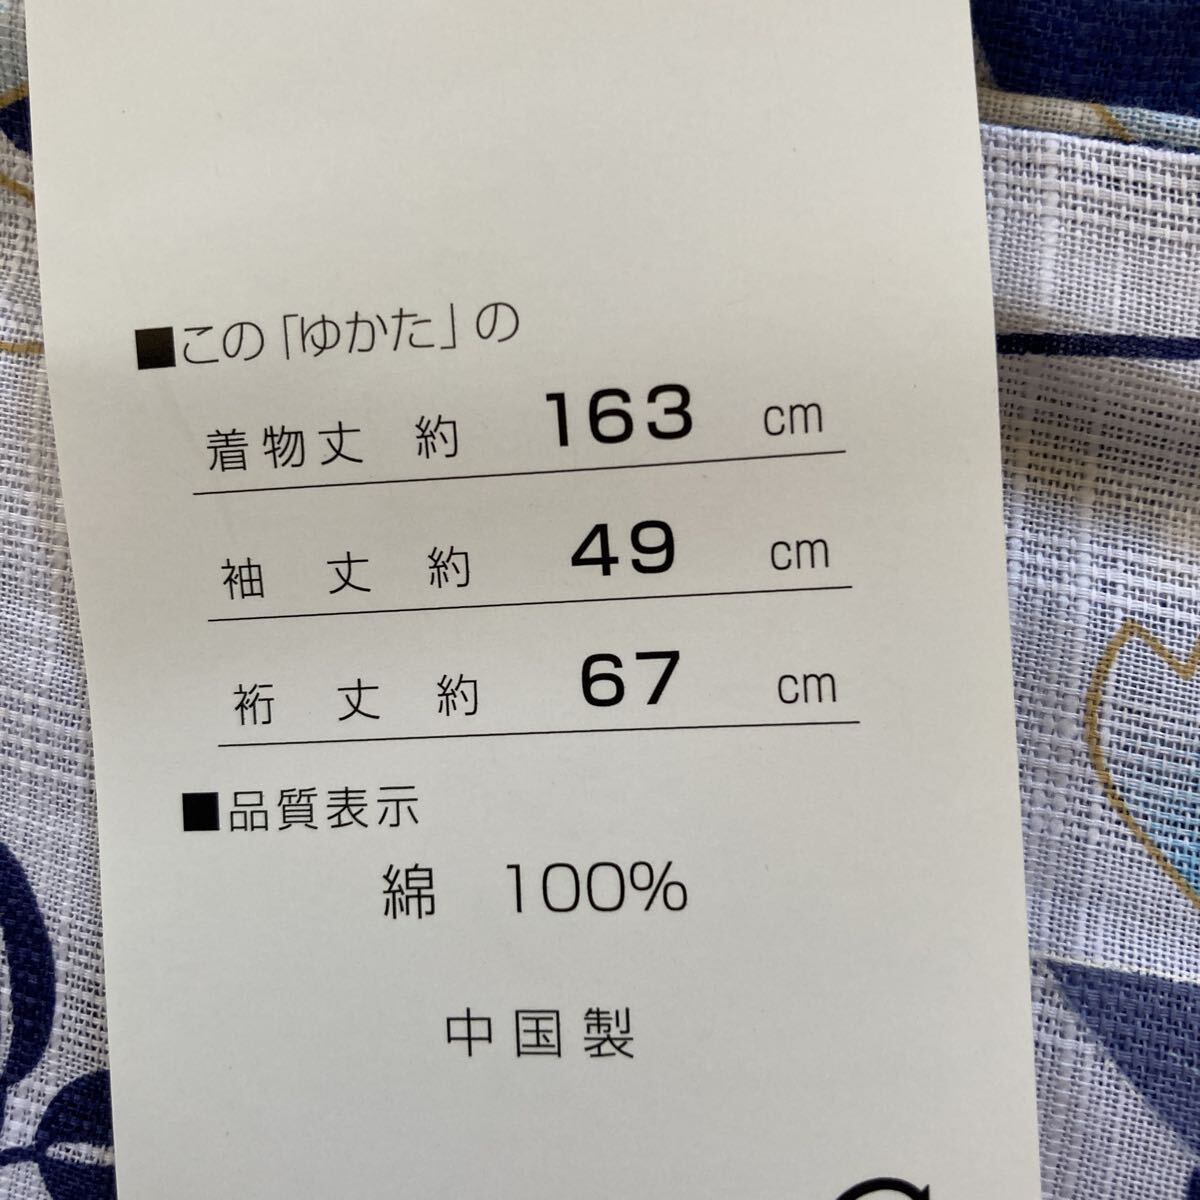 ■この「ゆかた」の
着物丈 約 163 cm
袖丈約 49 cm
裄丈約 67 cm
■品質表示
綿 100%
中国製